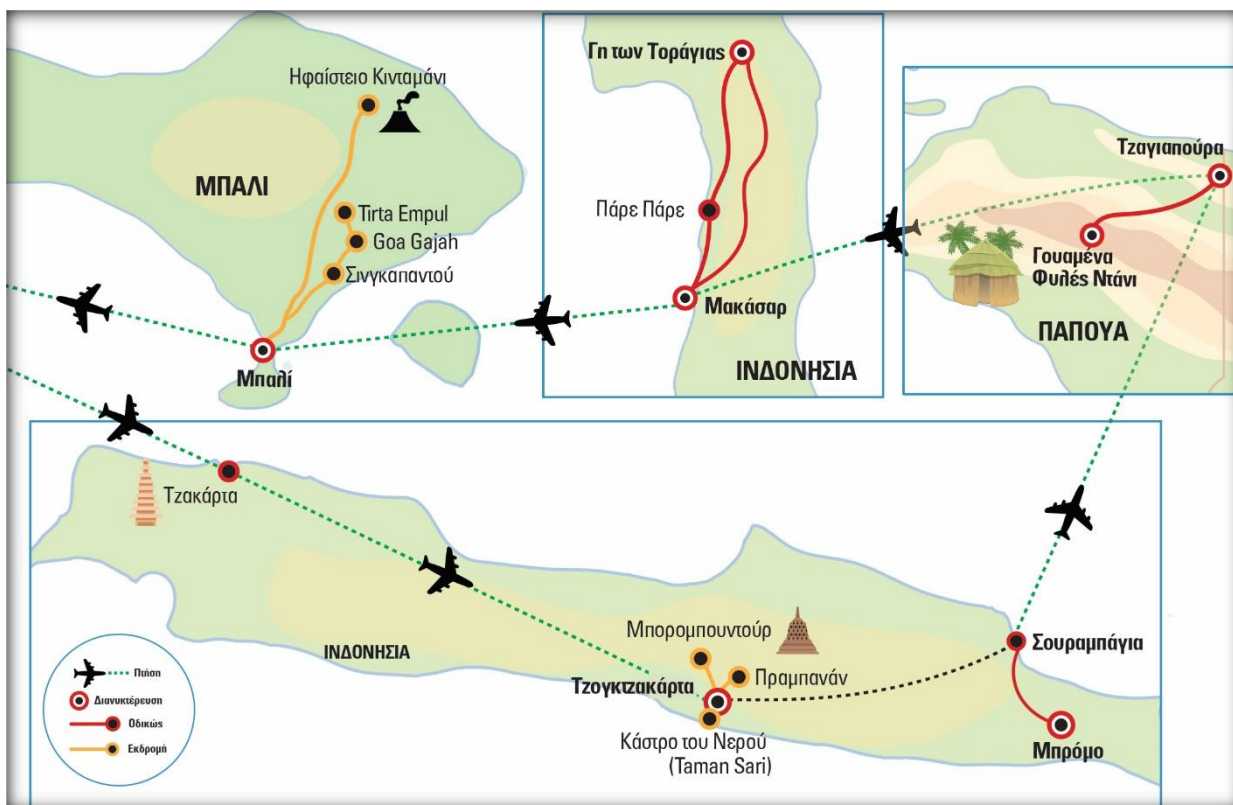 Ηφαίστειο Κινταμάνι
ΜΠΑΛΙ
Tirta Empul
Goa Gajah
Σινγκαπαντού
Μπαλί
Γη των Τοράγιας
Πάρε Πάρε
Μακάσαρ
ΙΝΔΟΝΗΣΙΑ
Τζαγιαπούρα
Γουαμένα
Φυλές Ντάνι
ΠΑΠΟΥΑ
Τζακάρτα
ΙΝΔΟΝΗΣΙΑ
Μπορομπουντούρ
Πραμπανάν
Τζογκτζακάρτα
Κάστρο του Νερού
(Taman Sari)
Σουραμπάγια
Μπρόμο
Πτήση
Διανυκτέρευση
Οδικώς
Εκδρομή